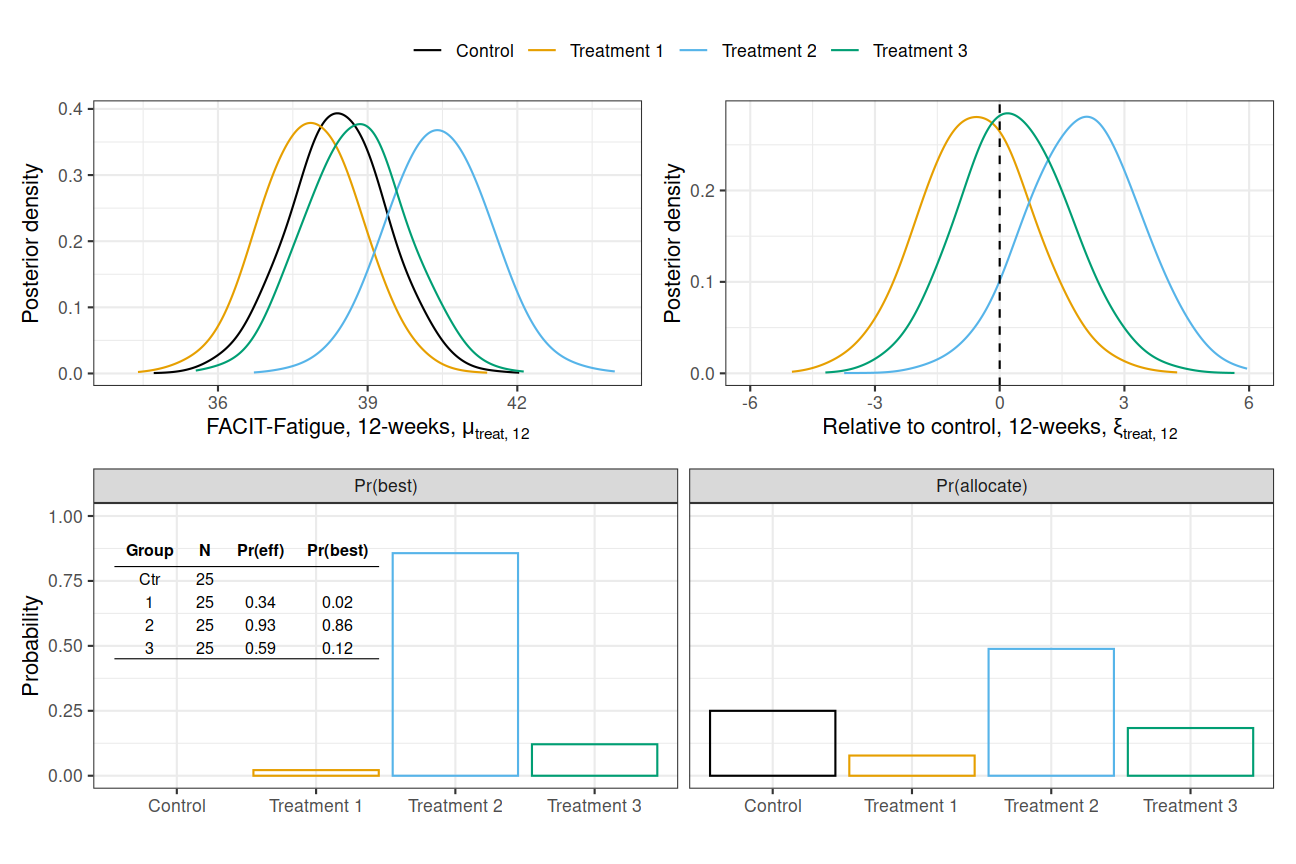 Control Treatment 1 Treatment 2 Treatment 3
Posterior density
0.4
0.3
0.2
0.1
0.0
36 39 42
FACIT-Fatigue, 12-weeks, μtreat, 12
Posterior density
0.2
0.1
0.0
-6 -3 0 3 6
Relative to control, 12-weeks, ξtreat, 12
Pr(best) Pr(allocate)
Probability
1.00
0.75
0.50
0.25
0.00
Group N Pr(eff) Pr(best)
Ctr 25
1 25 0.34 0.02
2 25 0.93 0.86
3 25 0.59 0.12
Control Treatment 1 Treatment 2 Treatment 3
Control Treatment 1 Treatment 2 Treatment 3